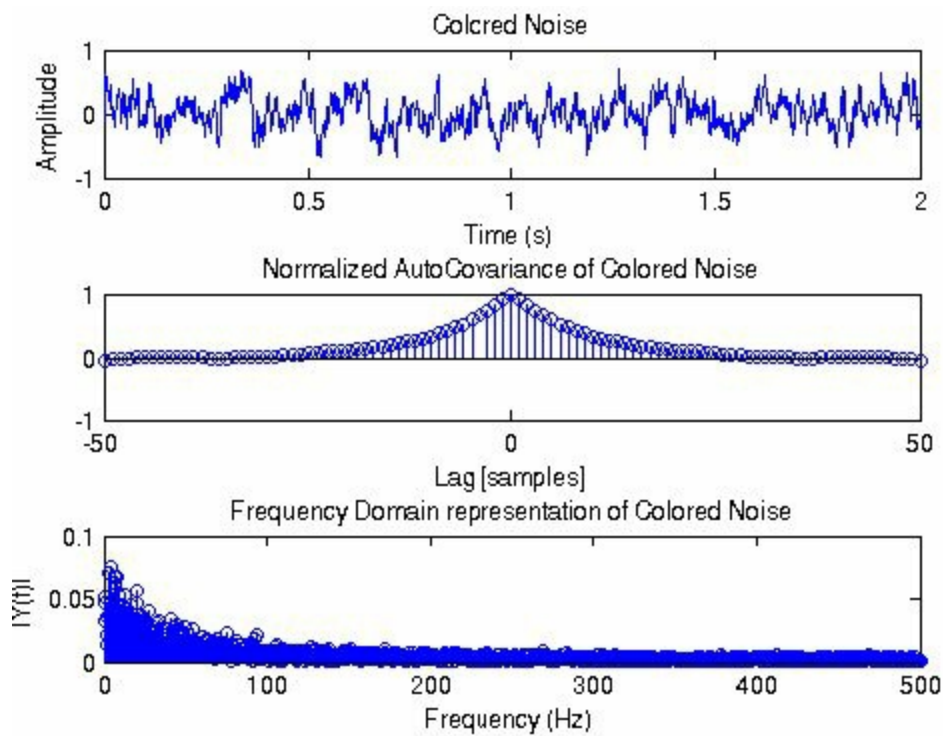 Colored Noise
Amplitude
1
0
-1
0 0.5 1 1.5 2
Time (s)
Normalized AutoCovariance of Colored Noise
1
0
-1
-50 0 50
Lag [samples]
Frequency Domain representation of Colored Noise
|Y(f)|
0.1
0.05
0
0 100 200 300 400 500
Frequency (Hz)